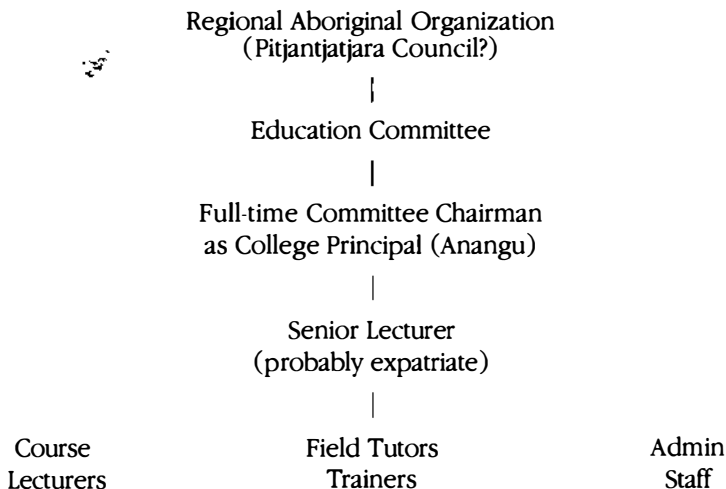 Regional Aboriginal Organization
(Pitjantjatjara Council?)
Education Committee
Full-time Committee Chairman
as College Principal (Anangu)
Senior Lecturer
(probably expatriate)
Course Field Tutors Admin
Lecturers Trainers Staff